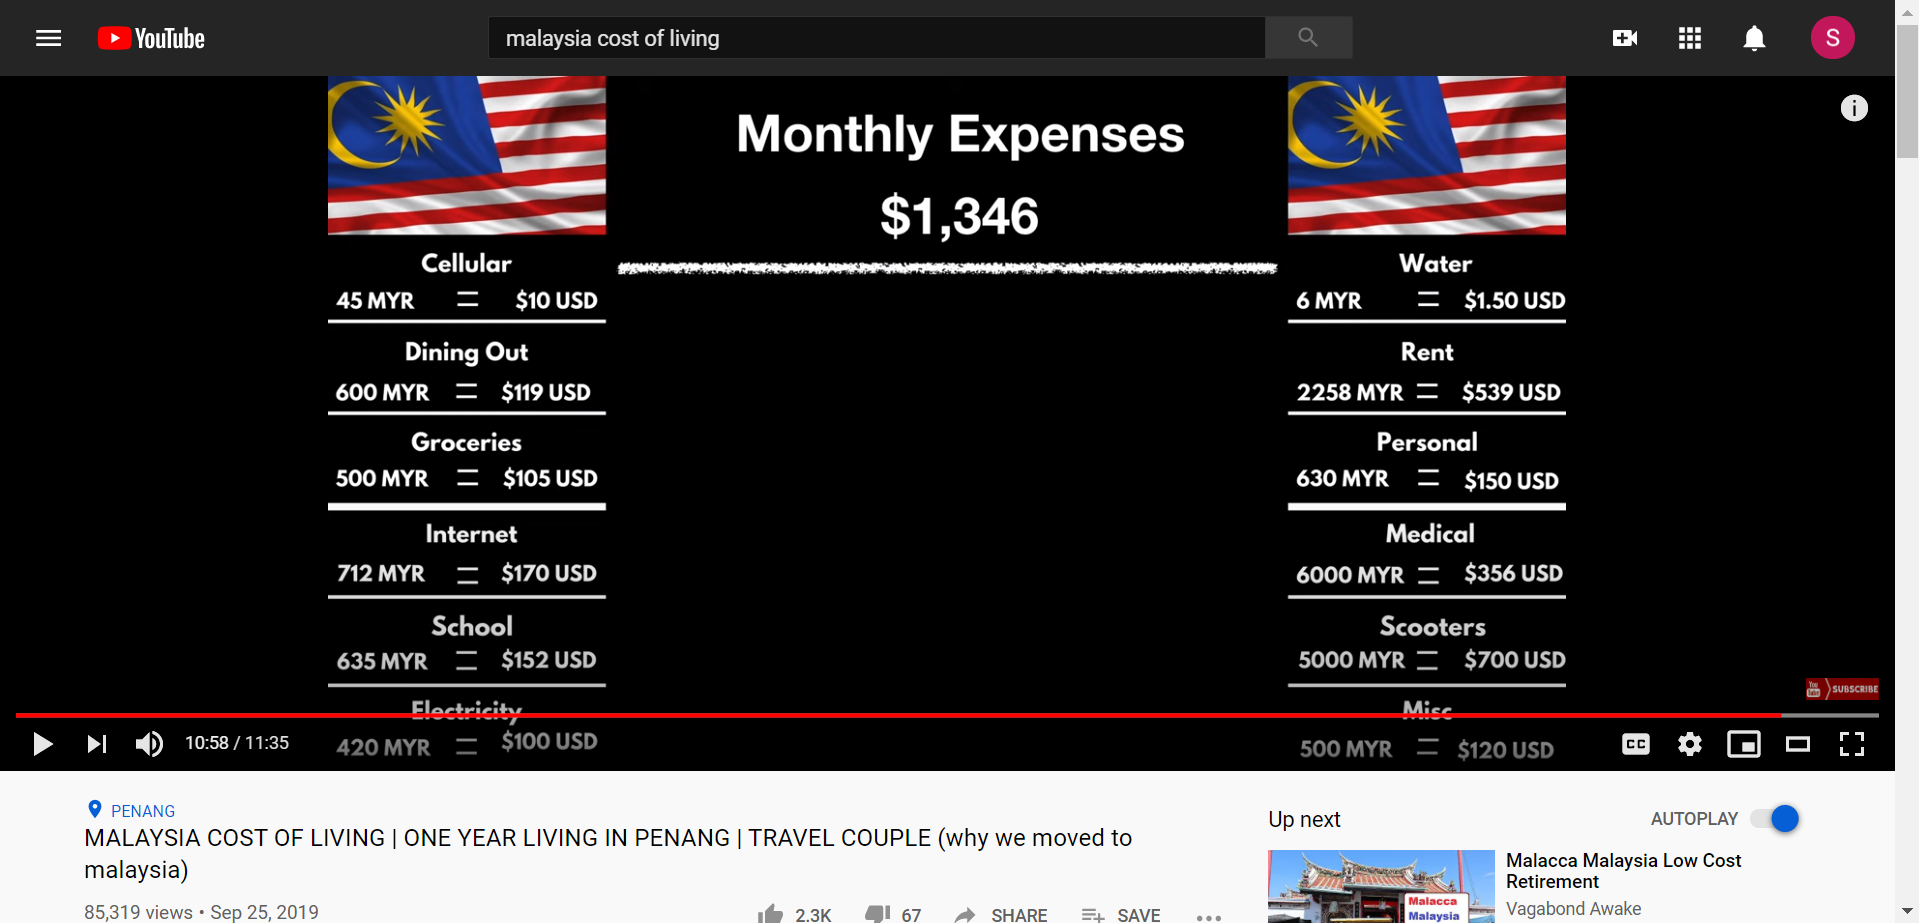 YouTube
malaysia cost of living
S
Monthly Expenses
$1,346
Cellular
45 MYR = $10 USD
Dining Out
600 MYR = $119 USD
Groceries
500 MYR = $105 USD
Internet
712 MYR = $170 USD
School
635 MYR = $152 USD
Electricity
420 MYR = $100 USD
Water
6 MYR = $1.50 USD
Rent
2258 MYR = $539 USD
Personal
630 MYR = $150 USD
Medical
6000 MYR = $356 USD
Scooters
5000 MYR = $700 USD
Misc
500 MYR = $120 USD
You Tube SUBSCRIBE
10:58 / 11:35
CC
PENANG
MALAYSIA COST OF LIVING | ONE YEAR LIVING IN PENANG | TRAVEL COUPLE (why we moved to
malaysia)
85,319 views • Sep 25, 2019
2.3K 67 SHARE SAVE
Up next
AUTOPLAY
Malacca
Malaysia
Malacca Malaysia Low Cost
Retirement
Vagabond Awake